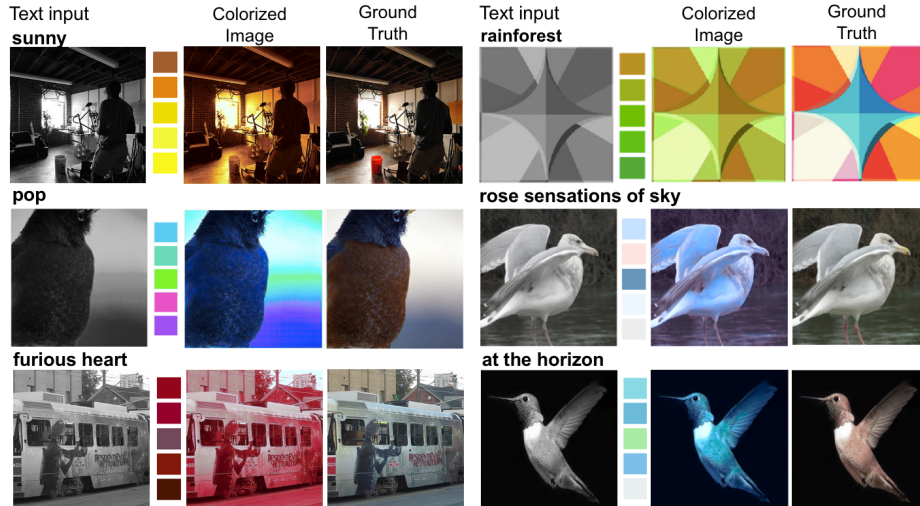 Text input
Colorized
Image
Ground
Truth
sunny
Text input
Colorized
Image
Ground
Truth
rainforest
pop
rose sensations of sky
furious heart
at the horizon